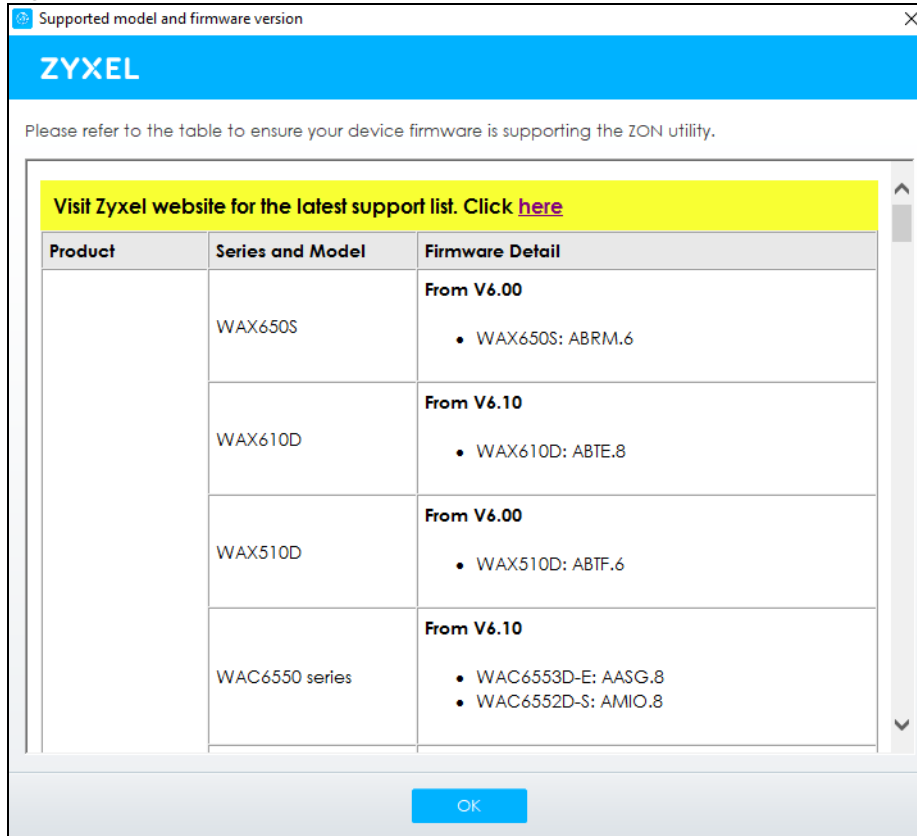 Supported model and firmware version
ZYXEL
Please refer to the table to ensure your device firmware is supporting the ZON utility.
Visit Zyxel website for the latest support list. Click here
Product Series and Model Firmware Detail
WAX650S
From V6.00
• WAX650S: ABRM.6
WAX610D
From V6.10
• WAX610D: ABTE.8
WAX510D
From V6.00
• WAX510D: ABTF.6
WAC6550 series
From V6.10
• WAC6553D-E: AASG.8
• WAC6552D-S: AMIO.8
OK